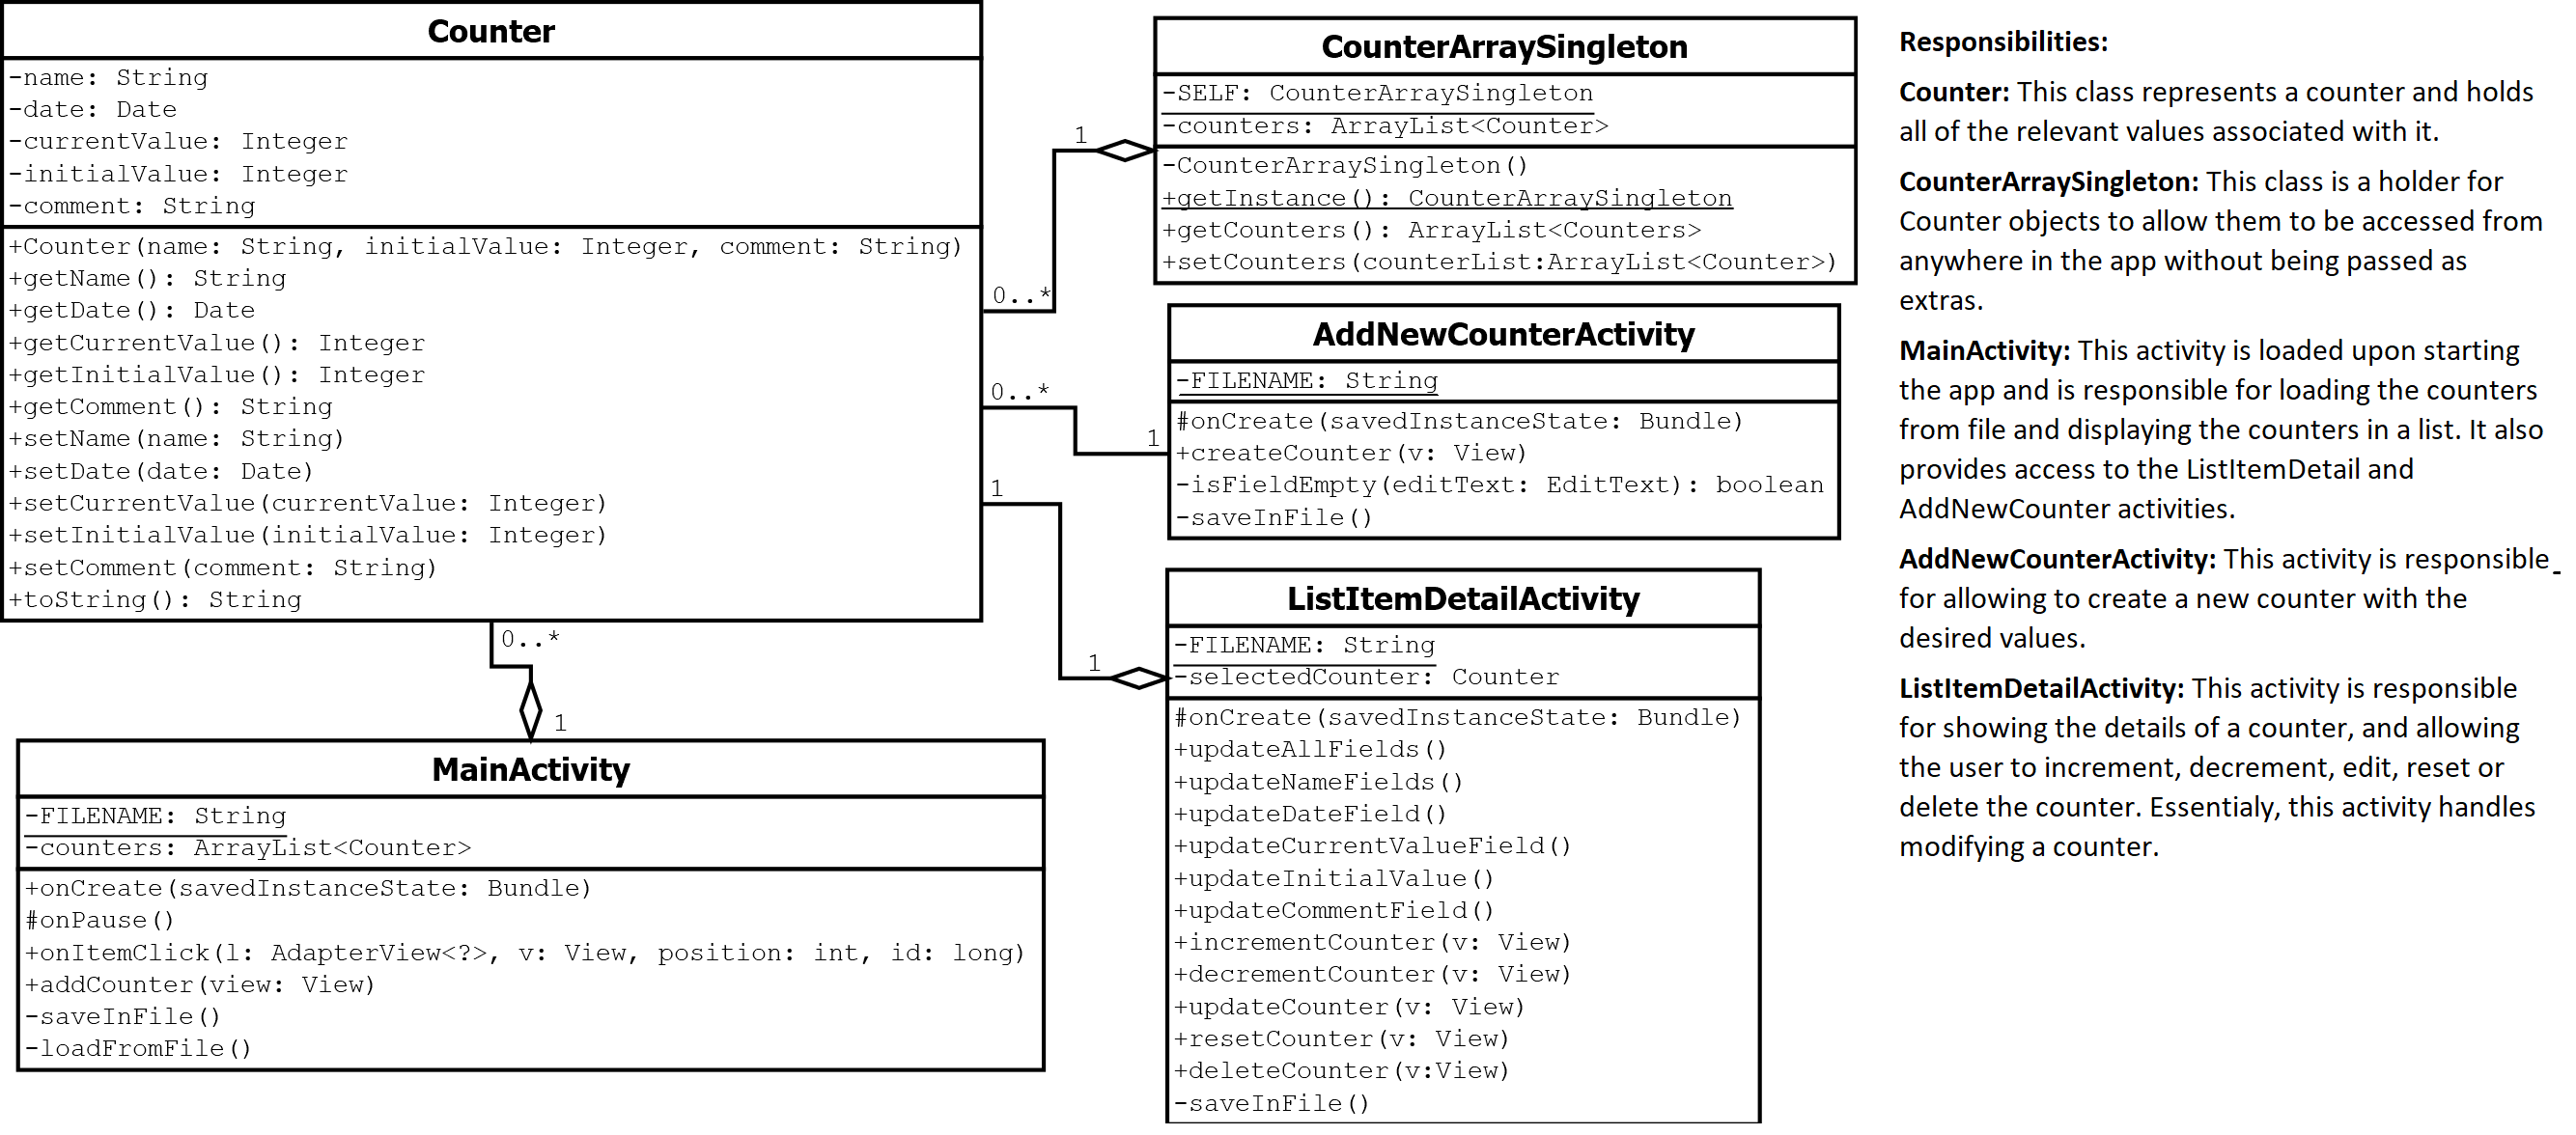 Counter
-name: String
-date: Date
-currentValue: Integer
-initialValue: Integer
-comment: String
+Counter(name: String, initialValue: Integer, comment: String)
+getName(): String
+getDate(): Date
+getCurrentValue(): Integer
+getInitialValue(): Integer
+getComment(): String
+setName(name: String)
+setDate(date: Date)
+setCurrentValue(currentValue: Integer)
+setInitialValue(initialValue: Integer)
+setComment(comment: String)
+toString(): String
0..*
1
MainActivity
-FILENAME: String
-counters: ArrayList<Counter>
+onCreate(savedInstanceState: Bundle)
#onPause()
+onItemClick(l: AdapterView<?>, v: View, position: int, id: long)
+addCounter(view: View)
-saveInFile()
-loadFromFile()
1
0..*
CounterArraySingleton
-SELF: CounterArraySingleton
-counters: ArrayList<Counter>
-CounterArraySingleton()
+getInstance(): CounterArraySingleton
+getCounters(): ArrayList<Counters>
+setCounters(counterList:ArrayList<Counter>)
0..*
1
AddNewCounterActivity
-FILENAME: String
#onCreate(savedInstanceState: Bundle)
+createCounter(v: View)
-isFieldEmpty(editText: EditText): boolean
-saveInFile()
1
1
ListItemDetailActivity
-FILENAME: String
-selectedCounter: Counter
#onCreate(savedInstanceState: Bundle)
+updateAllFields()
+updateNameFields()
+updateDateField()
+updateCurrentValueField()
+updateInitialValue()
+updateCommentField()
+incrementCounter(v: View)
+decrementCounter(v: View)
+updateCounter(v: View)
+resetCounter(v: View)
+deleteCounter(v:View)
-saveInFile()
Responsibilities:
Counter: This class represents a counter and holds
all of the relevant values associated with it.
CounterArraySingleton: This class is a holder for
Counter objects to allow them to be accessed from
anywhere in the app without being passed as
extras.
MainActivity: This activity is loaded upon starting
the app and is responsible for loading the counters
from file and displaying the counters in a list. It also
provides access to the ListItemDetail and
AddNewCounter activities.
AddNewCounterActivity: This activity is responsible
for allowing to create a new counter with the
desired values.
ListItemDetailActivity: This activity is responsible
for showing the details of a counter, and allowing
the user to increment, decrement, edit, reset or
delete the counter. Essentialy, this activity handles
modifying a counter.